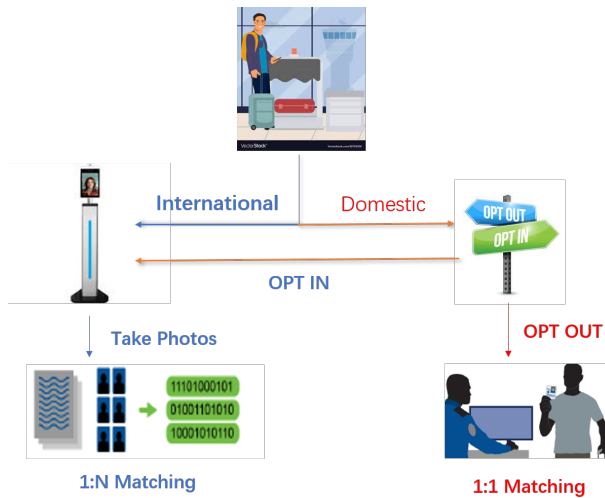 VectorStock
International
Domestic
OPT OUT
OPT IN
OPT IN
Take Photos
OPT OUT
11101000101
01001101010
10001010110
1:N Matching
1:1 Matching